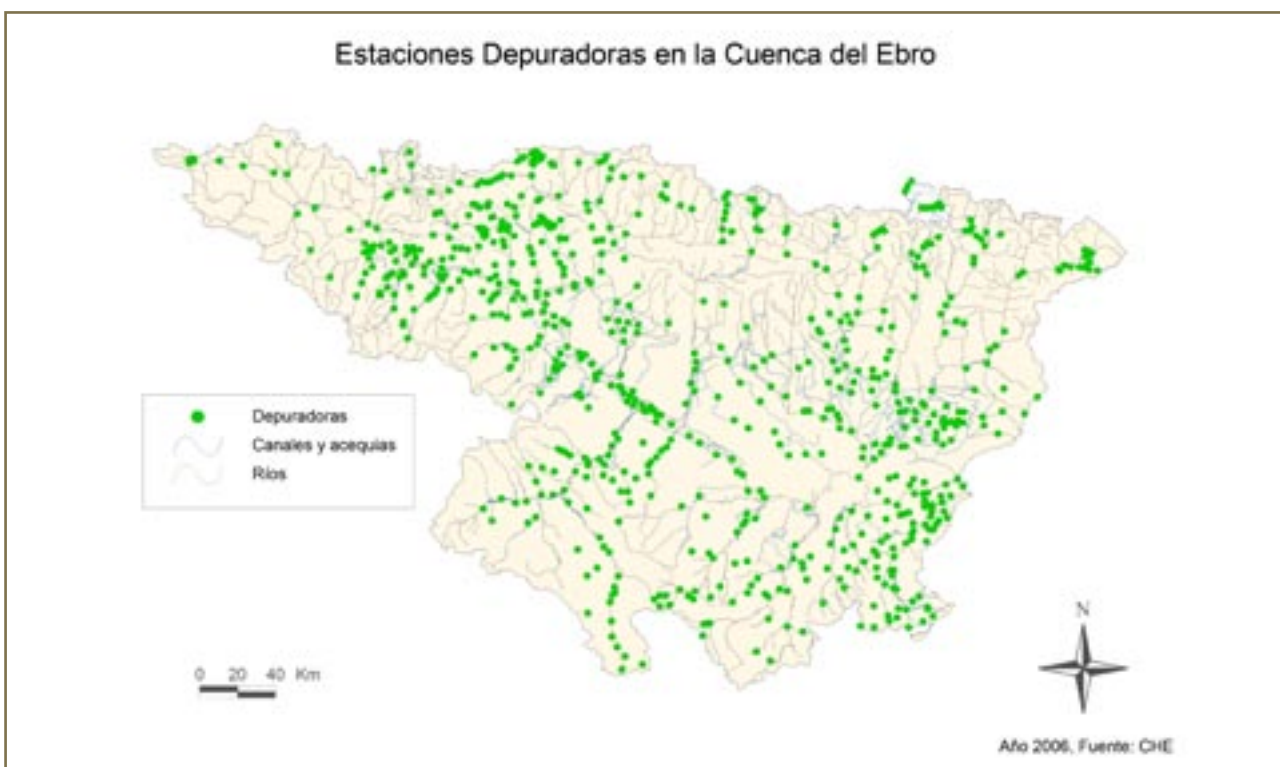 Estaciones Depuradoras en la Cuenca del Ebro
Depuradoras
Canales y acequias
Ríos
0 20 40 Km
N
Año 2006, Fuente: CHE